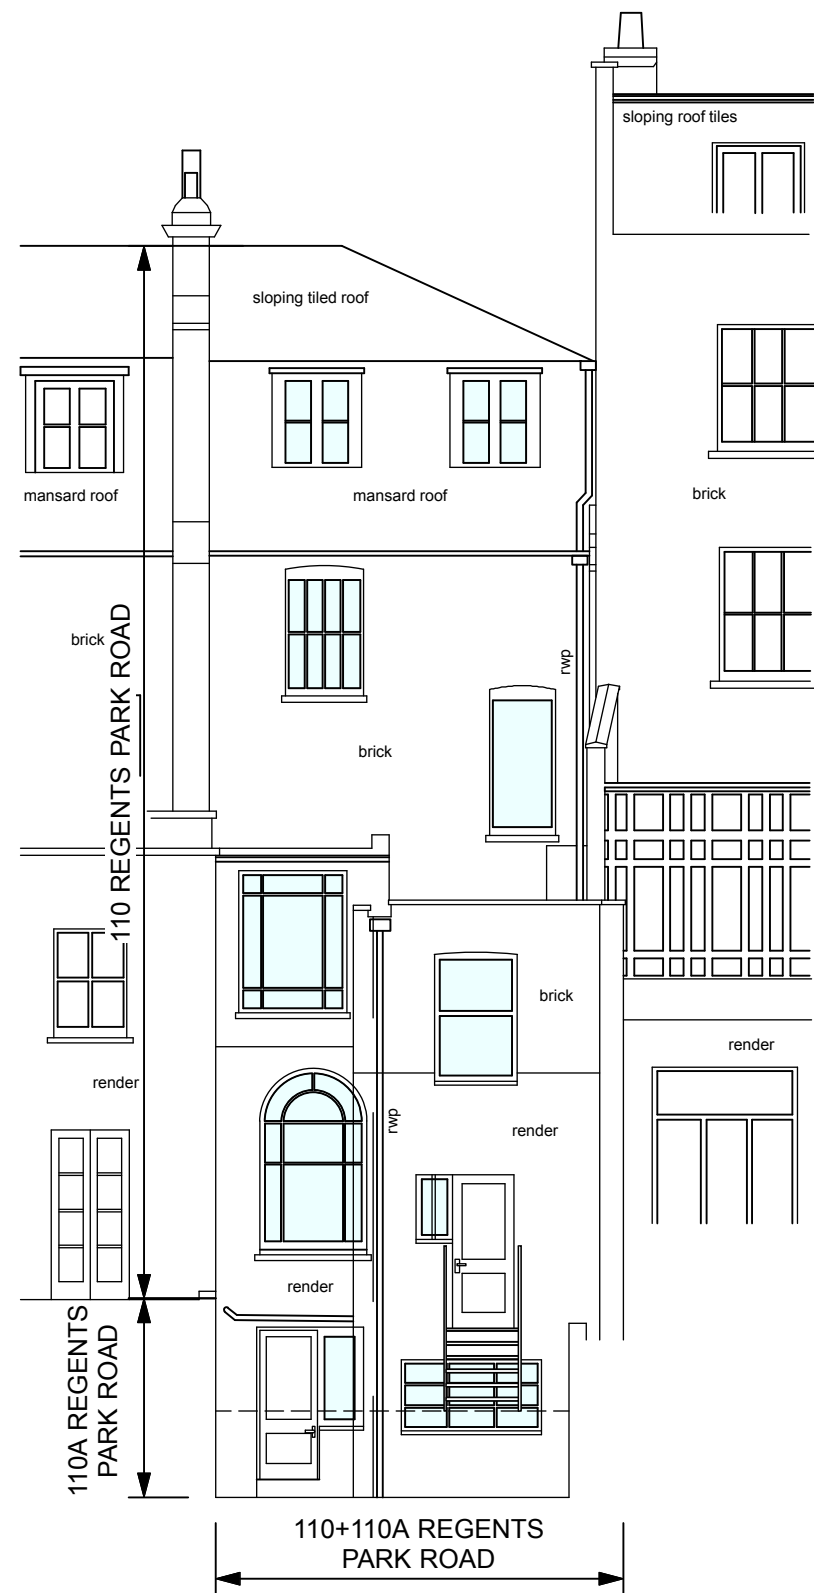 sloping roof tiles
sloping tiled roof
mansard roof
mansard roof
brick
brick
110 REGENTS PARK ROAD
rwp
brick
brick
render
render
rwp
render
render
110A REGENTS
PARK ROAD
110+110A REGENTS
PARK ROAD